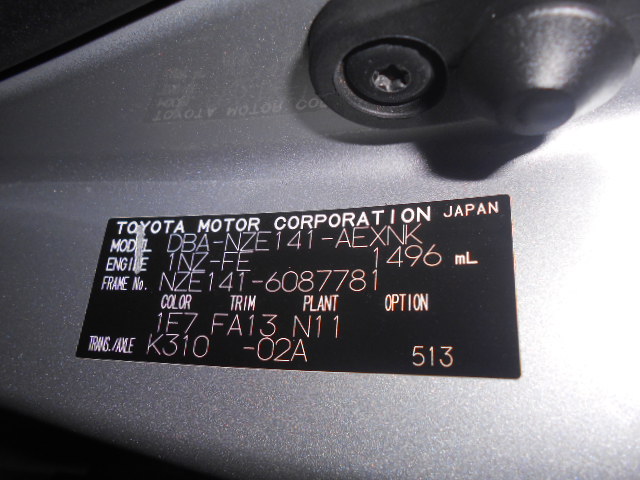 TOYOTA MOTOR CORPORATION JAPAN
MODEL DBA-NZE141-AEXNK
ENGINE 1NZ-FE 1496 mL
FRAME No. NZE141-6087781
COLOR TRIM PLANT OPTION
1E7 FA13 N11
TRANS./AXLE K310 -02A 513